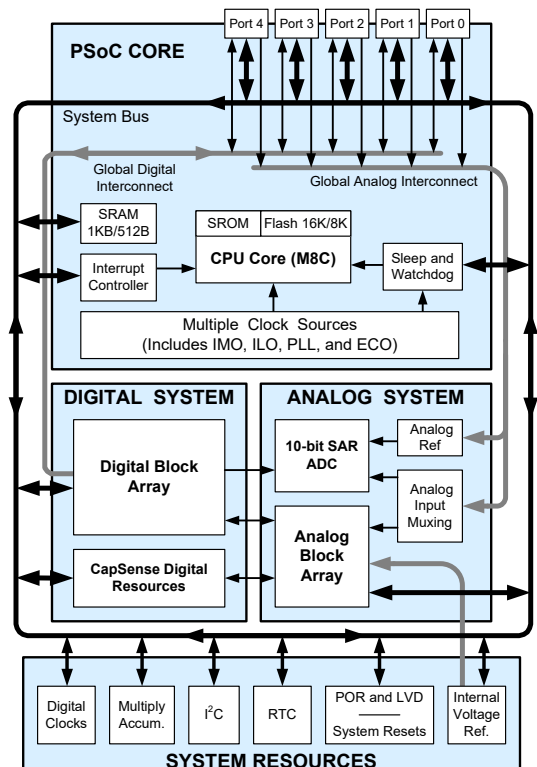 Port 4 Port 3 Port 2 Port 1 Port 0
PSoC CORE
System Bus
Global Digital
Interconnect
Global Analog Interconnect
SRAM
1KB/512B
SROM Flash 16K/8K
CPU Core (M8C)
Interrupt
Controller
Sleep and
Watchdog
Multiple Clock Sources
(Includes IMO, ILO, PLL, and ECO)
DIGITAL SYSTEM
Digital Block
Array
CapSense Digital
Resources
ANALOG SYSTEM
10-bit SAR
ADC
Analog
Ref
Analog
Input
Muxing
Analog
Block
Array
Digital
Clocks
Multiply
Accum.
I²C
RTC
POR and LVD
System Resets
Internal
Voltage
Ref.
SYSTEM RESOURCES